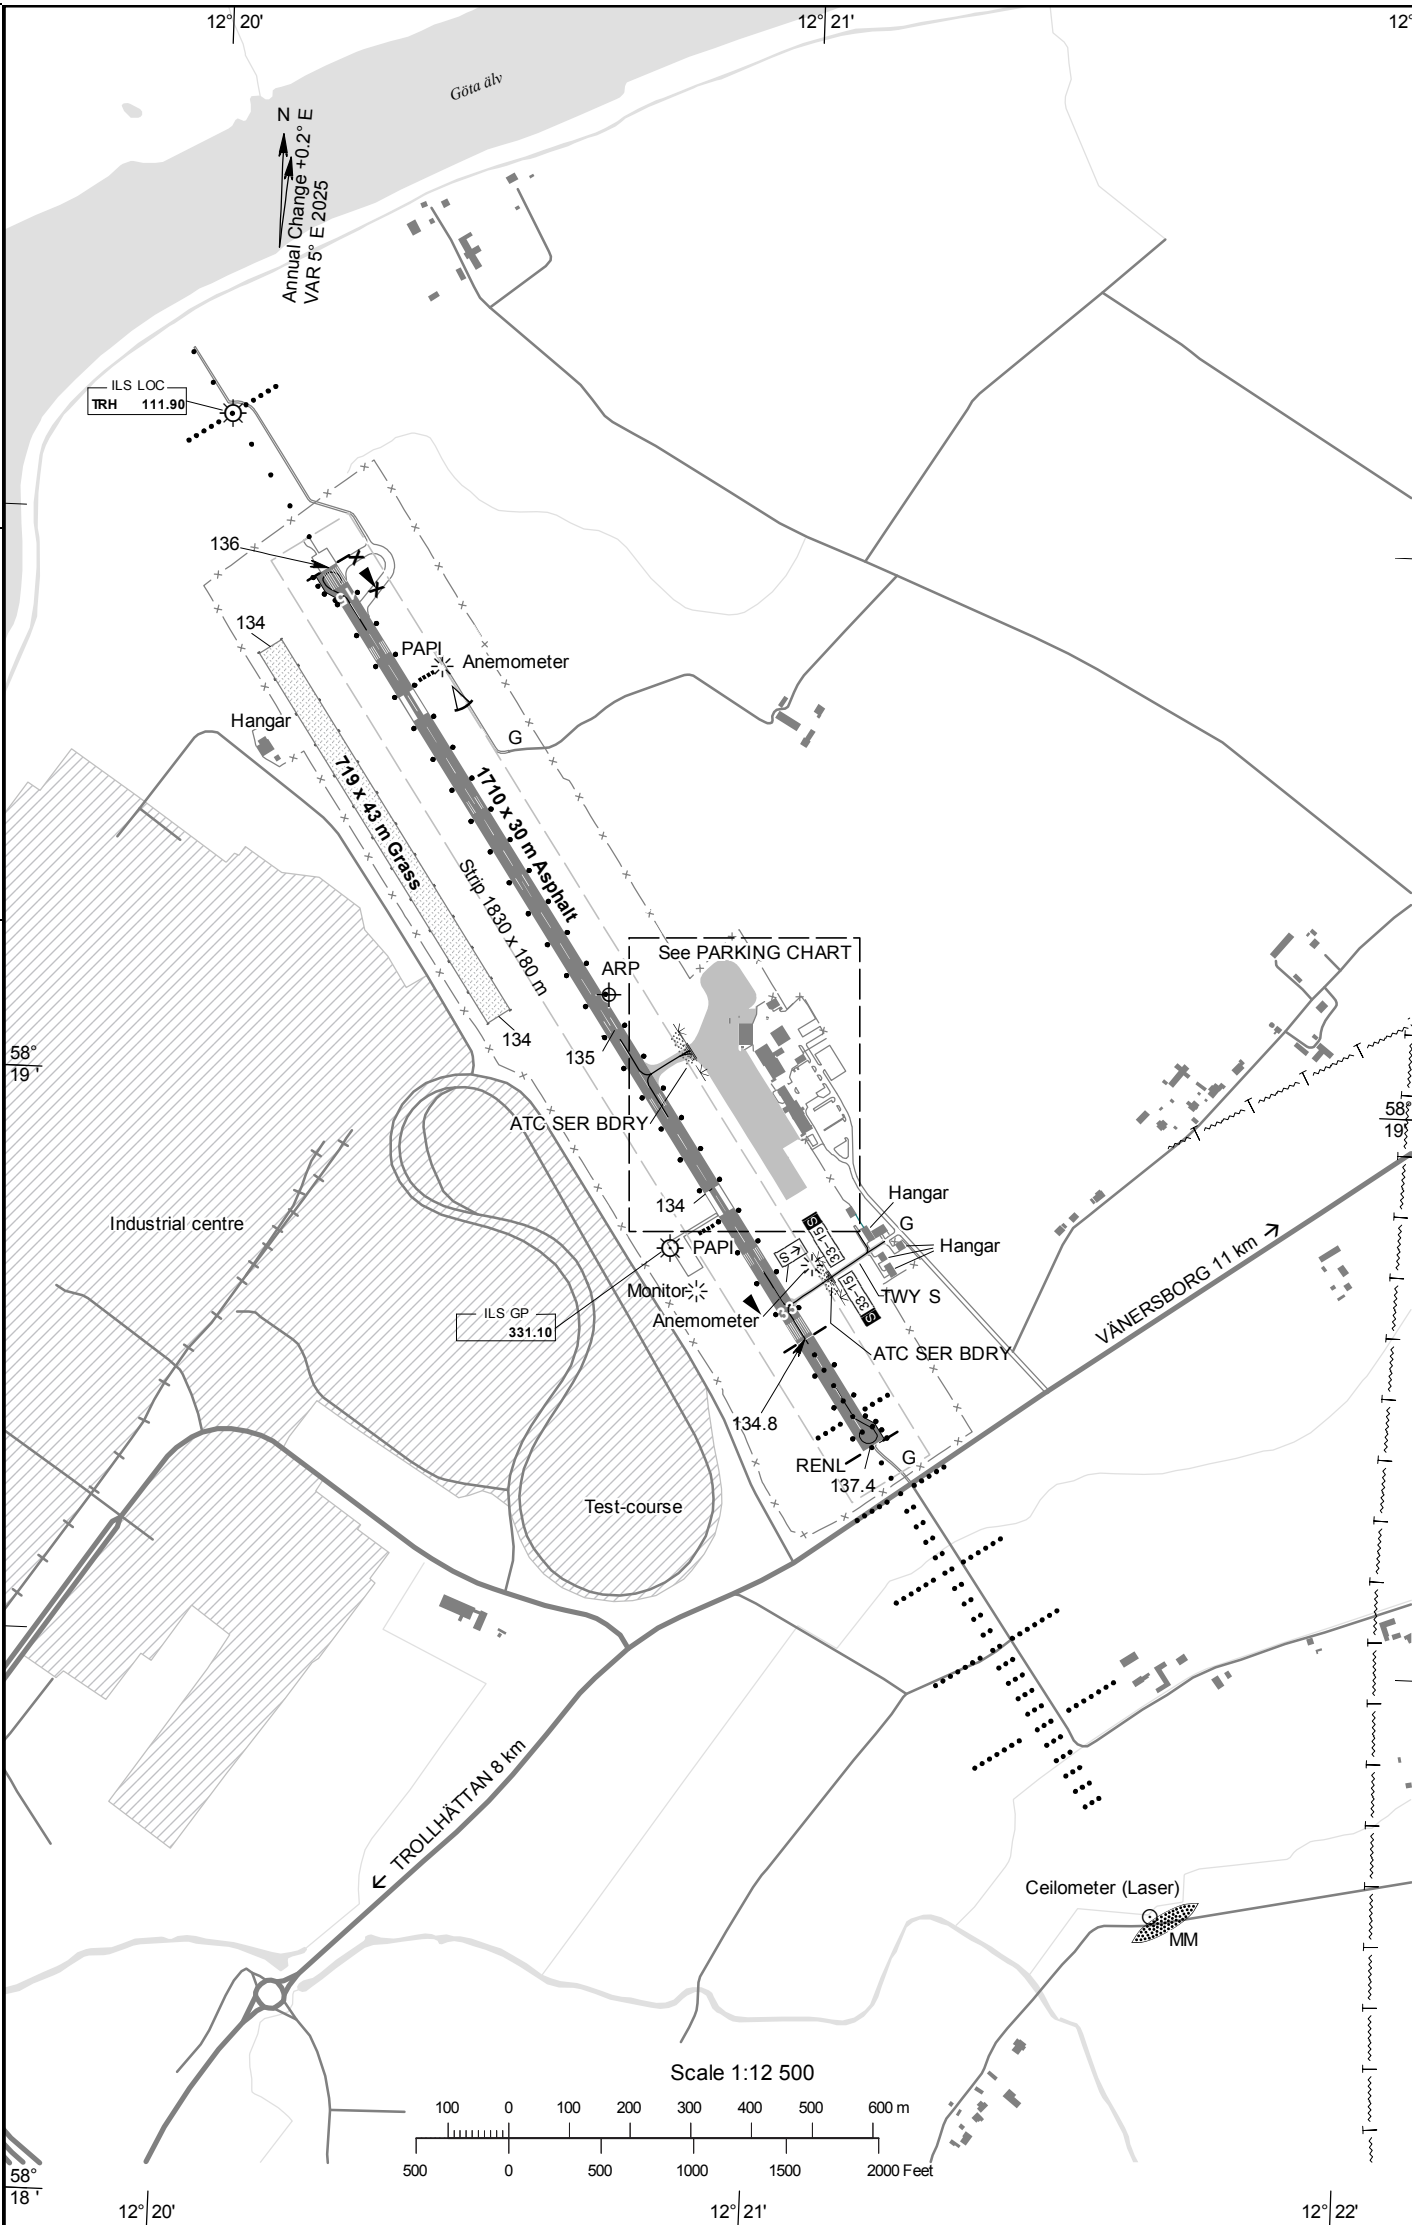 12° 20'
12° 21'
12°
Göta älv
N
Annual Change +0.2° E
VAR 5° E 2025
ILS LOC
TRH 111.90
136
134
PAPI
Anemometer
Hangar
G
719 x 43 m Grass
1710 x 30 m Asphalt
Strip 1830 x 180 m
See PARKING CHART
ARP
134
135
58°
19'
ATC SER BDRY
58°
19'
134
Hangar
G
Industrial centre
PAPI
S
33-15
Hangar
S
Monitor
33-15
S
TWY S
VÄNERSBORG 11 km
ILS GP
331.10
Anemometer
33
ATC SER BDRY
134.8
RENL
G
137.4
Test-course
TROLLHÄTTAN 8 km
Ceilometer (Laser)
MM
Scale 1:12 500
100 0 100 200 300 400 500 600 m
500 0 500 1000 1500 2000 Feet
58°
18 '
12° 20'
12° 21'
12° 22'